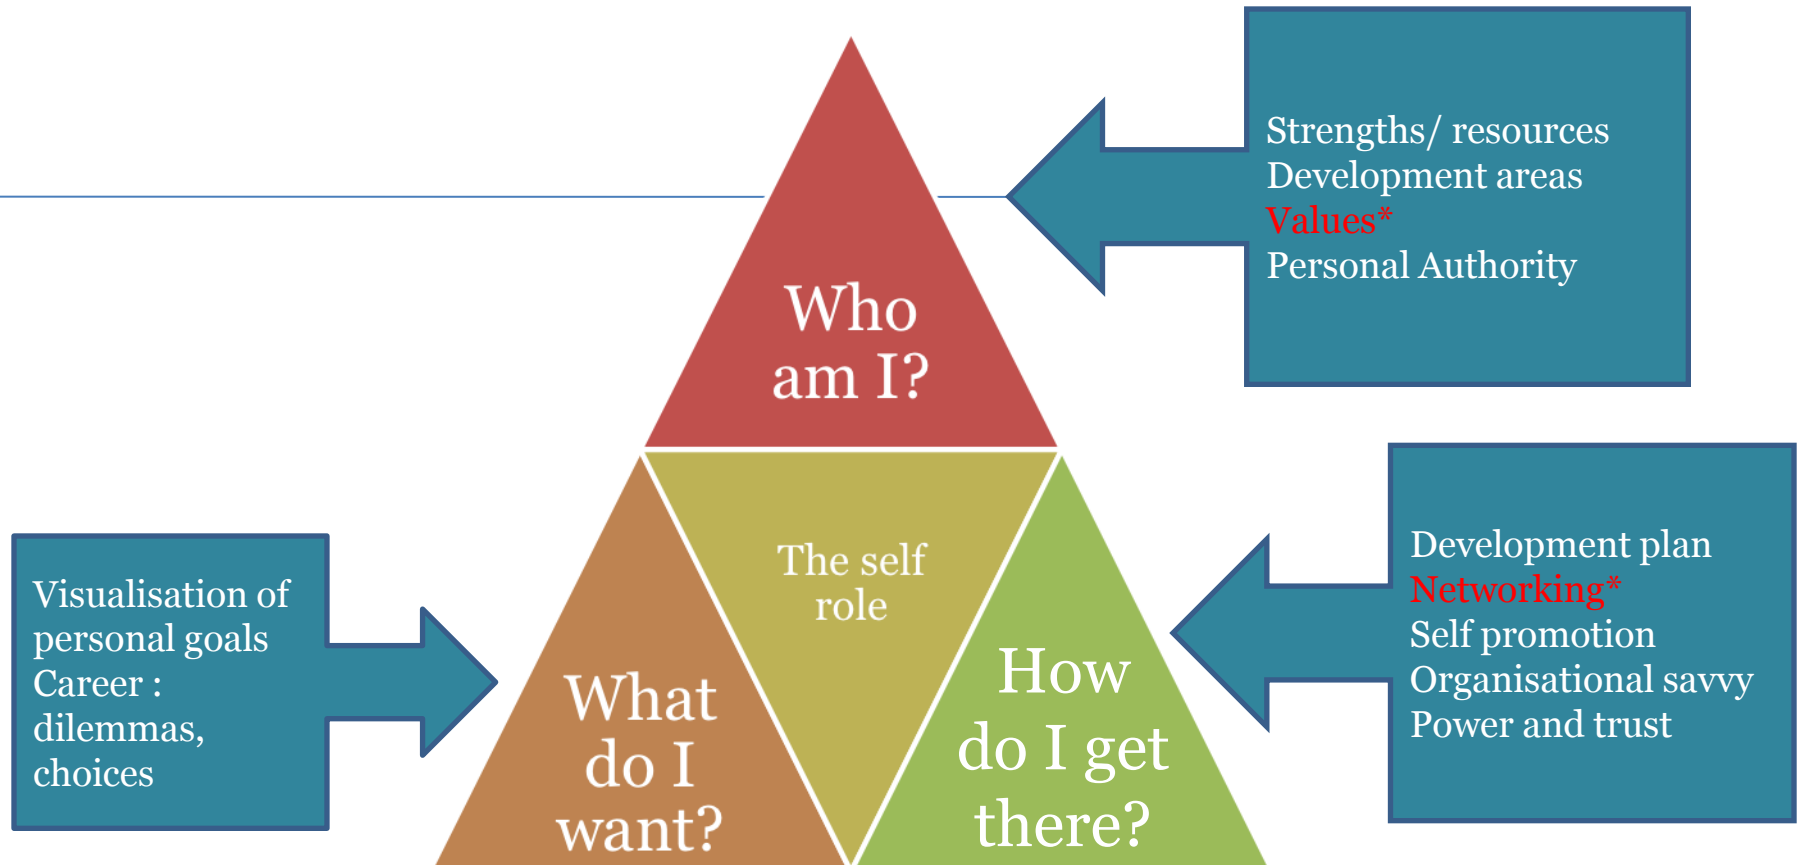 Strengths/ resources
Development areas
Values*
Personal Authority
Who
am I?
The self
role
Visualisation of
personal goals
Career :
dilemmas,
choices
What
do I
want?
How
do I get
there?
Development plan
Networking*
Self promotion
Organisational savvy
Power and trust